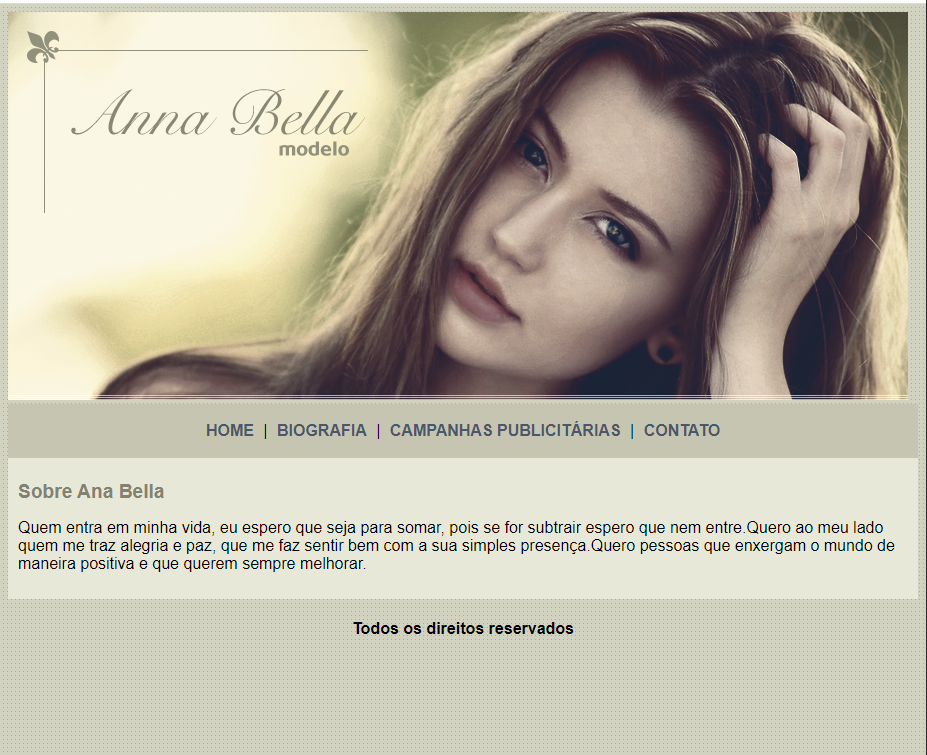 Anna Bella
modelo
HOME | BIOGRAFIA | CAMPANHAS PUBLICITÁRIAS | CONTATO
Sobre Ana Bella
Quem entra em minha vida, eu espero que seja para somar, pois se for subtrair espero que nem entre.Quero ao meu lado
quem me traz alegria e paz, que me faz sentir bem com a sua simples presença.Quero pessoas que enxergam o mundo de
maneira positiva e que querem sempre melhorar.
Todos os direitos reservados